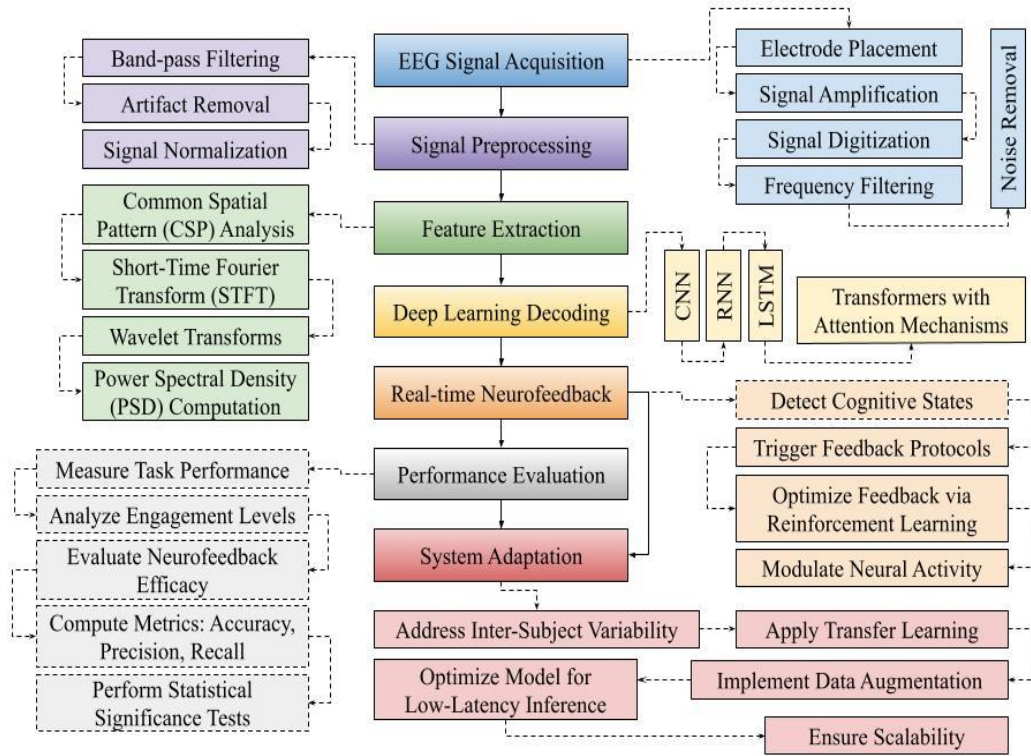 EEG Signal Acquisition
Signal Preprocessing
Feature Extraction
Deep Learning Decoding
Real-time Neurofeedback
Performance Evaluation
System Adaptation
Electrode Placement
Signal Amplification
Signal Digitization
Frequency Filtering
Noise Removal
Band-pass Filtering
Artifact Removal
Signal Normalization
Common Spatial
Pattern (CSP) Analysis
Short-Time Fourier
Transform (STFT)
Wavelet Transforms
Power Spectral Density
(PSD) Computation
CNN
RNN
LSTM
Transformers with
Attention Mechanisms
Detect Cognitive States
Trigger Feedback Protocols
Optimize Feedback via
Reinforcement Learning
Modulate Neural Activity
Measure Task Performance
Analyze Engagement Levels
Evaluate Neurofeedback
Efficacy
Compute Metrics: Accuracy,
Precision, Recall
Perform Statistical
Significance Tests
Address Inter-Subject Variability
Apply Transfer Learning
Implement Data Augmentation
Optimize Model for
Low-Latency Inference
Ensure Scalability